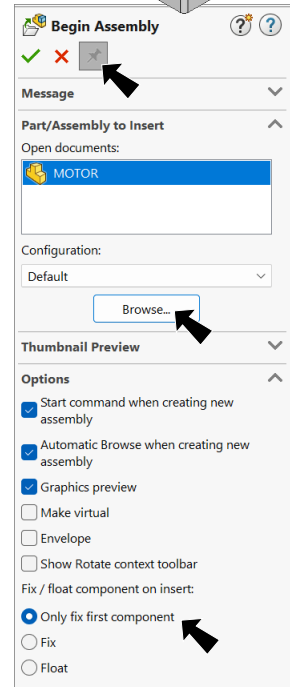 Begin Assembly
Message
Part/Assembly to Insert
Open documents:
MOTOR
Configuration:
Default
Browse...
Thumbnail Preview
Options
Start command when creating new
assembly
Automatic Browse when creating new
assembly
Graphics preview
Make virtual
Envelope
Show Rotate context toolbar
Fix / float component on insert:
Only fix first component
Fix
Float